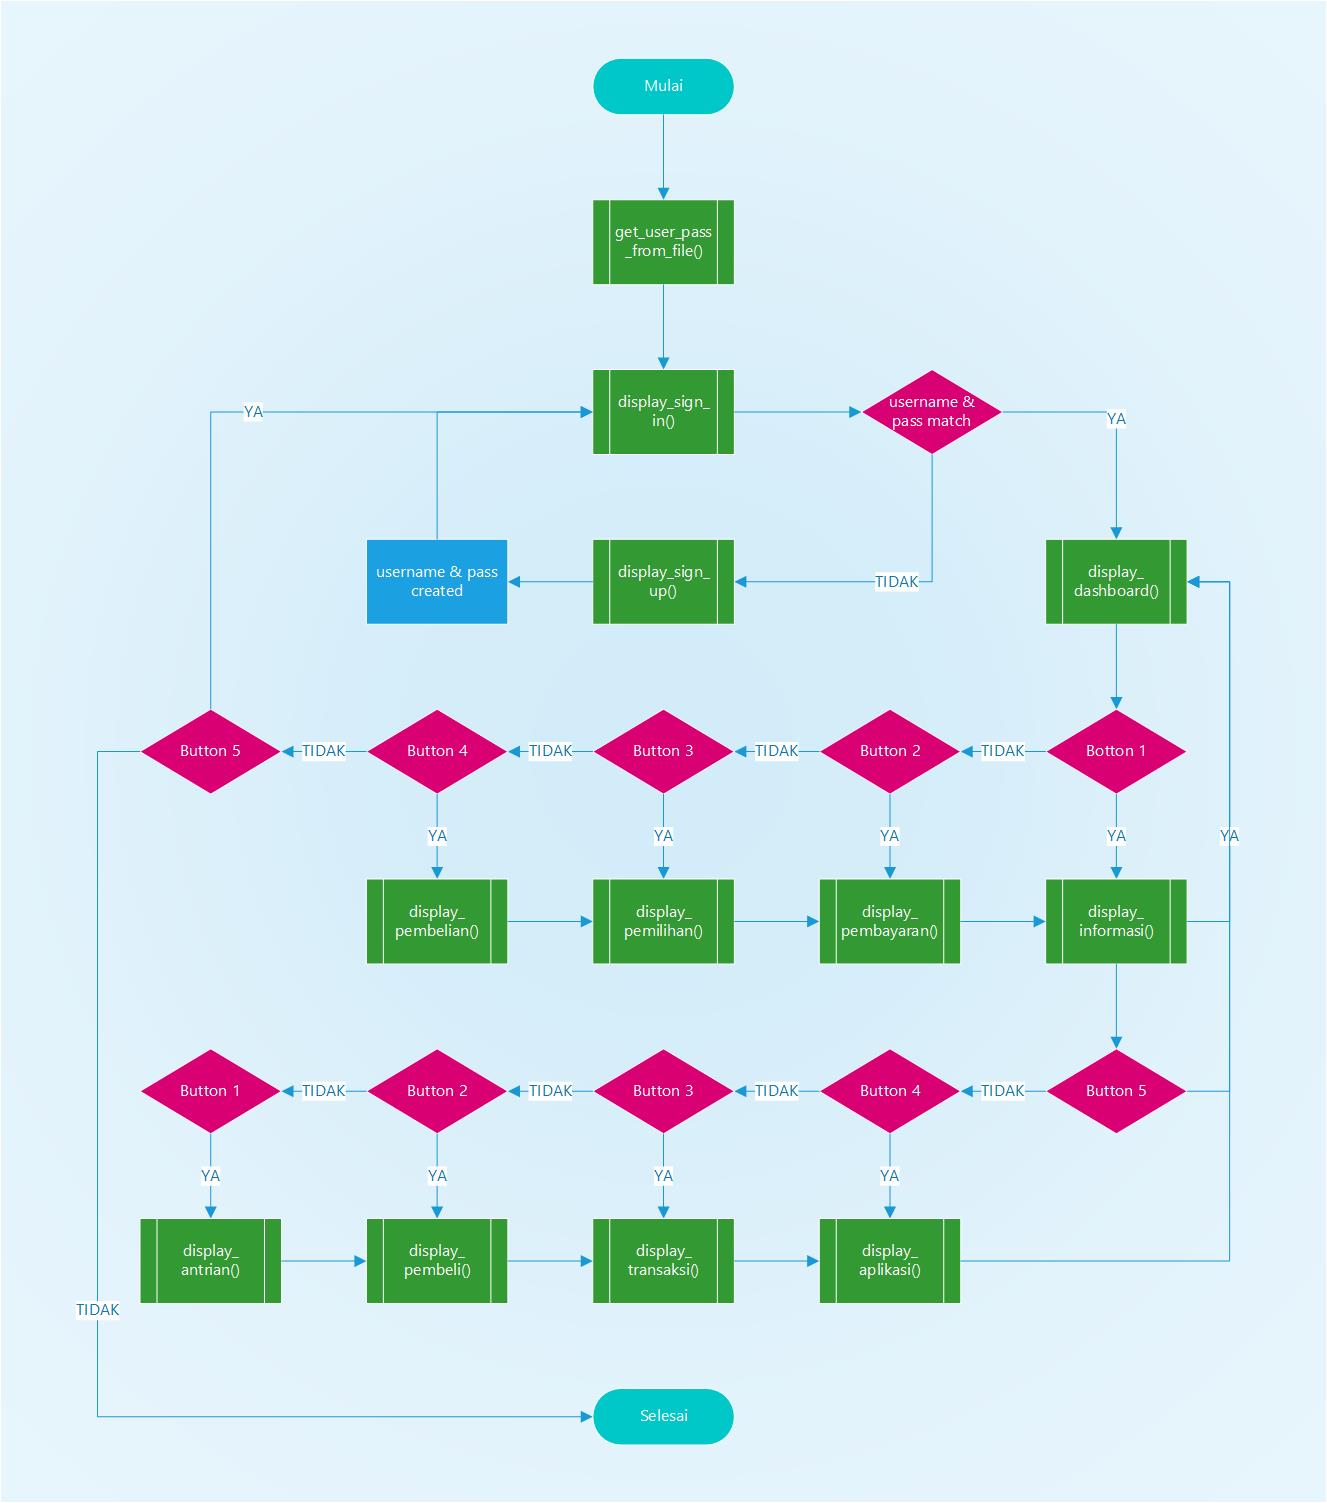 Mulai
get_user_pass
_from_file()
display_sign_
in()
username &
pass match
YA
YA
username & pass
created
display_sign_
up()
TIDAK
display_
dashboard()
Button 5
TIDAK
Button 4
TIDAK
Button 3
TIDAK
Button 2
TIDAK
Botton 1
YA
YA
YA
YA
YA
display_
pembelian()
display_
pemilihan()
display_
pembayaran()
display_
informasi()
Button 1
TIDAK
Button 2
TIDAK
Button 3
TIDAK
Button 4
TIDAK
Button 5
YA
YA
YA
YA
display_
antrian()
display_
pembeli()
display_
transaksi()
display_
aplikasi()
TIDAK
Selesai